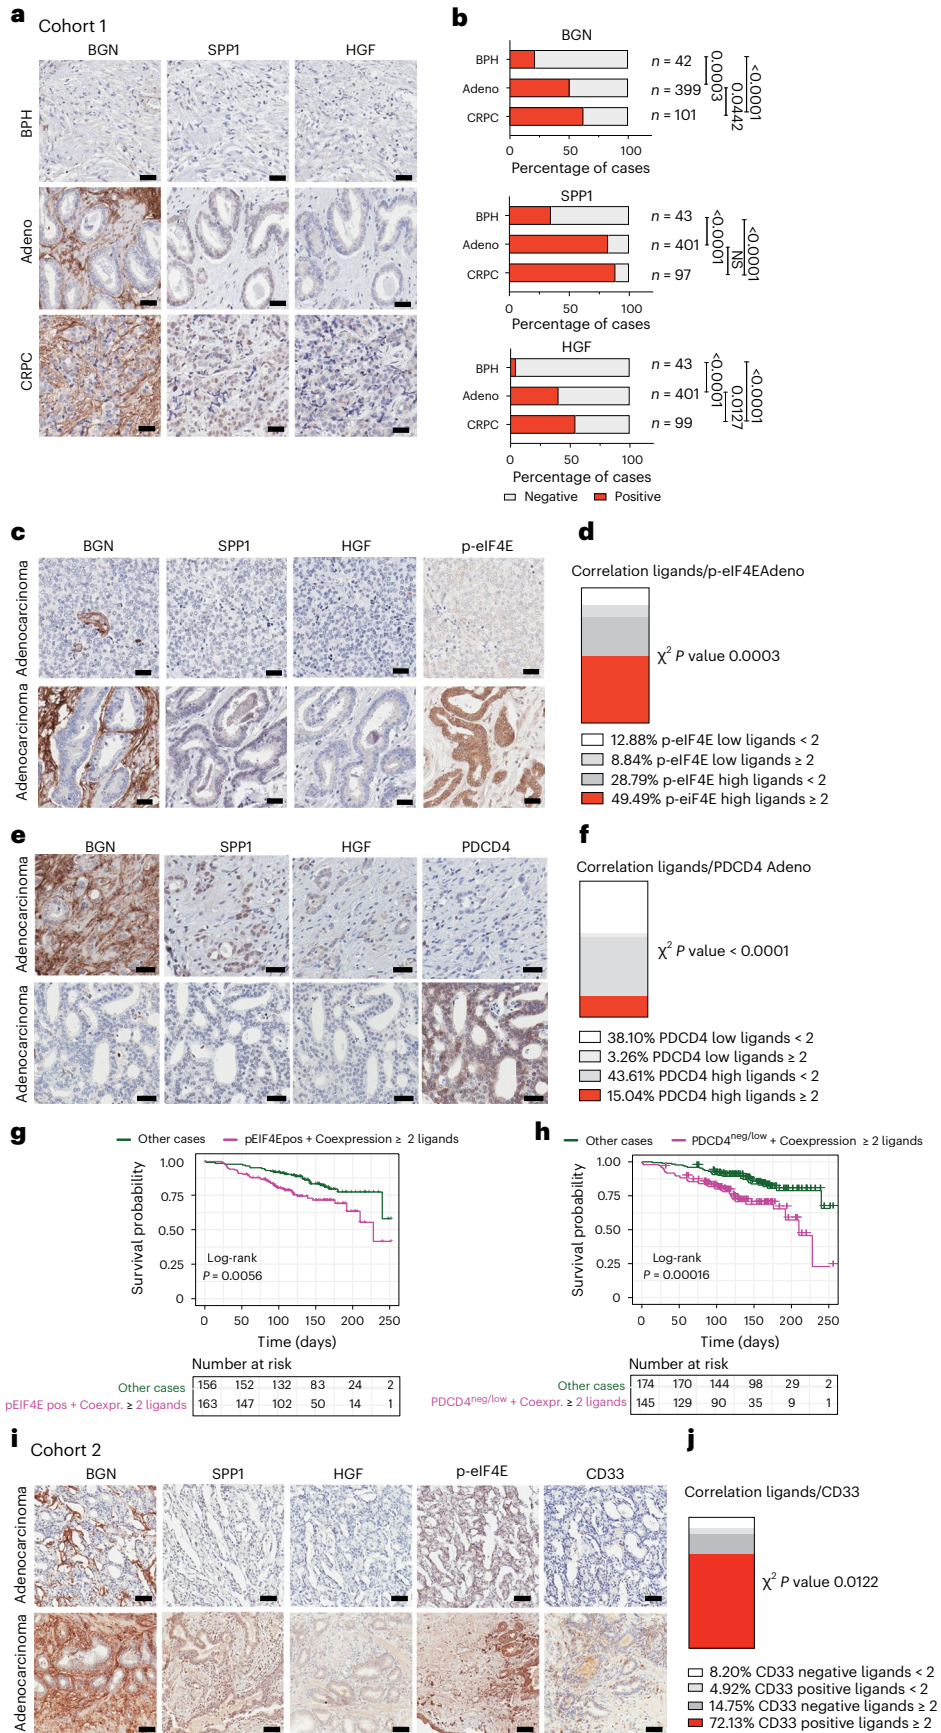 a
Cohort 1
BGN SPP1 HGF
BPH
Adeno
CRPC
b
BGN
BPH
n = 42
Adeno
n = 399
CRPC
n = 101
0.0003
0.0442
<0.0001
0 50 100
Percentage of cases
SPP1
BPH
n = 43
Adeno
n = 401
CRPC
n = 97
<0.0001
NS
<0.0001
0 50 100
Percentage of cases
HGF
BPH
n = 43
Adeno
n = 401
CRPC
n = 99
<0.0001
0.0127
<0.0001
0 50 100
Percentage of cases
Negative Positive
c
BGN SPP1 HGF p-eIF4E
Adenocarcinoma
Adenocarcinoma
d
Correlation ligands/p-eIF4EAdeno
χ² P value 0.0003
12.88% p-eIF4E low ligands < 2
8.84% p-eIF4E low ligands ≥ 2
28.79% p-eIF4E high ligands < 2
49.49% p-eiF4E high ligands ≥ 2
e
BGN SPP1 HGF PDCD4
Adenocarcinoma
Adenocarcinoma
f
Correlation ligands/PDCD4 Adeno
χ² P value < 0.0001
38.10% PDCD4 low ligands < 2
3.26% PDCD4 low ligands ≥ 2
43.61% PDCD4 high ligands < 2
15.04% PDCD4 high ligands ≥ 2
g
Other cases pEIF4Epos + Coexpression ≥ 2 ligands
Survival probability
1.00
0.75
0.50
0.25
0
Log-rank
P = 0.0056
0 50 100 150 200 250
Time (days)
Number at risk
Other cases 156 152 132 83 24 2
pEIF4E pos + Coexpr. ≥ 2 ligands 163 147 102 50 14 1
h
Other cases PDCD4neg/low + Coexpression ≥ 2 ligands
Survival probability
1.00
0.75
0.50
0.25
0
Log-rank
P = 0.00016
0 50 100 150 200 250
Time (days)
Number at risk
Other cases 174 170 144 98 29 2
PDCD4neg/low + Coexpr. ≥ 2 ligands 145 129 90 35 9 1
i
Cohort 2
BGN SPP1 HGF p-eIF4E CD33
Adenocarcinoma
Adenocarcinoma
j
Correlation ligands/CD33
χ² P value 0.0122
8.20% CD33 negative ligands < 2
4.92% CD33 positive ligands < 2
14.75% CD33 negative ligands ≥ 2
72.13% CD33 positive ligands ≥ 2